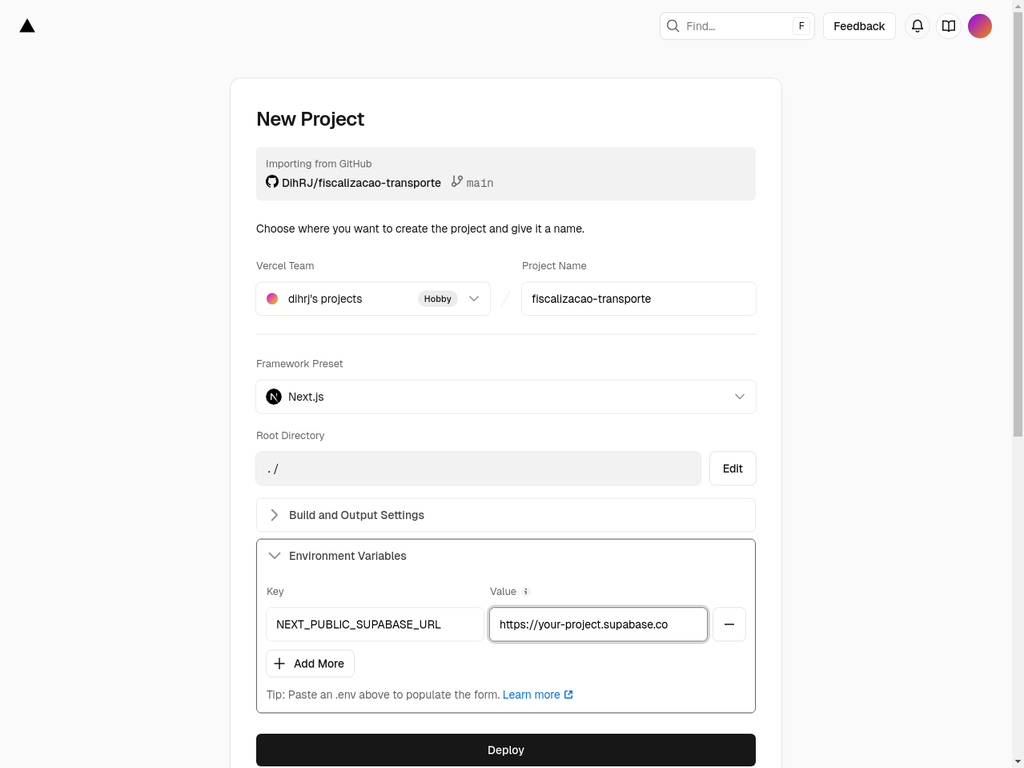 Find...
F
Feedback
New Project
Importing from GitHub
DihRJ/fiscalizacao-transporte main
Choose where you want to create the project and give it a name.
Vercel Team
Project Name
dihrj's projects Hobby
/
fiscalizacao-transporte
Framework Preset
N Next.js
Root Directory
./
Edit
Build and Output Settings
Environment Variables
Key
Value i
NEXT_PUBLIC_SUPABASE_URL
https://your-project.supabase.co
Add More
Tip: Paste an .env above to populate the form. Learn more
Deploy